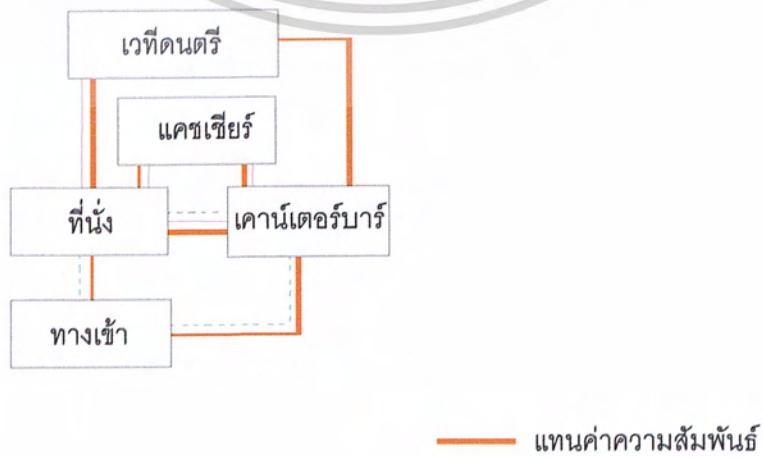 เวทีดนตรี
แคชเชียร์
ที่นั่ง
เคาน์เตอร์บาร์
ทางเข้า
แทนค่าความสัมพันธ์